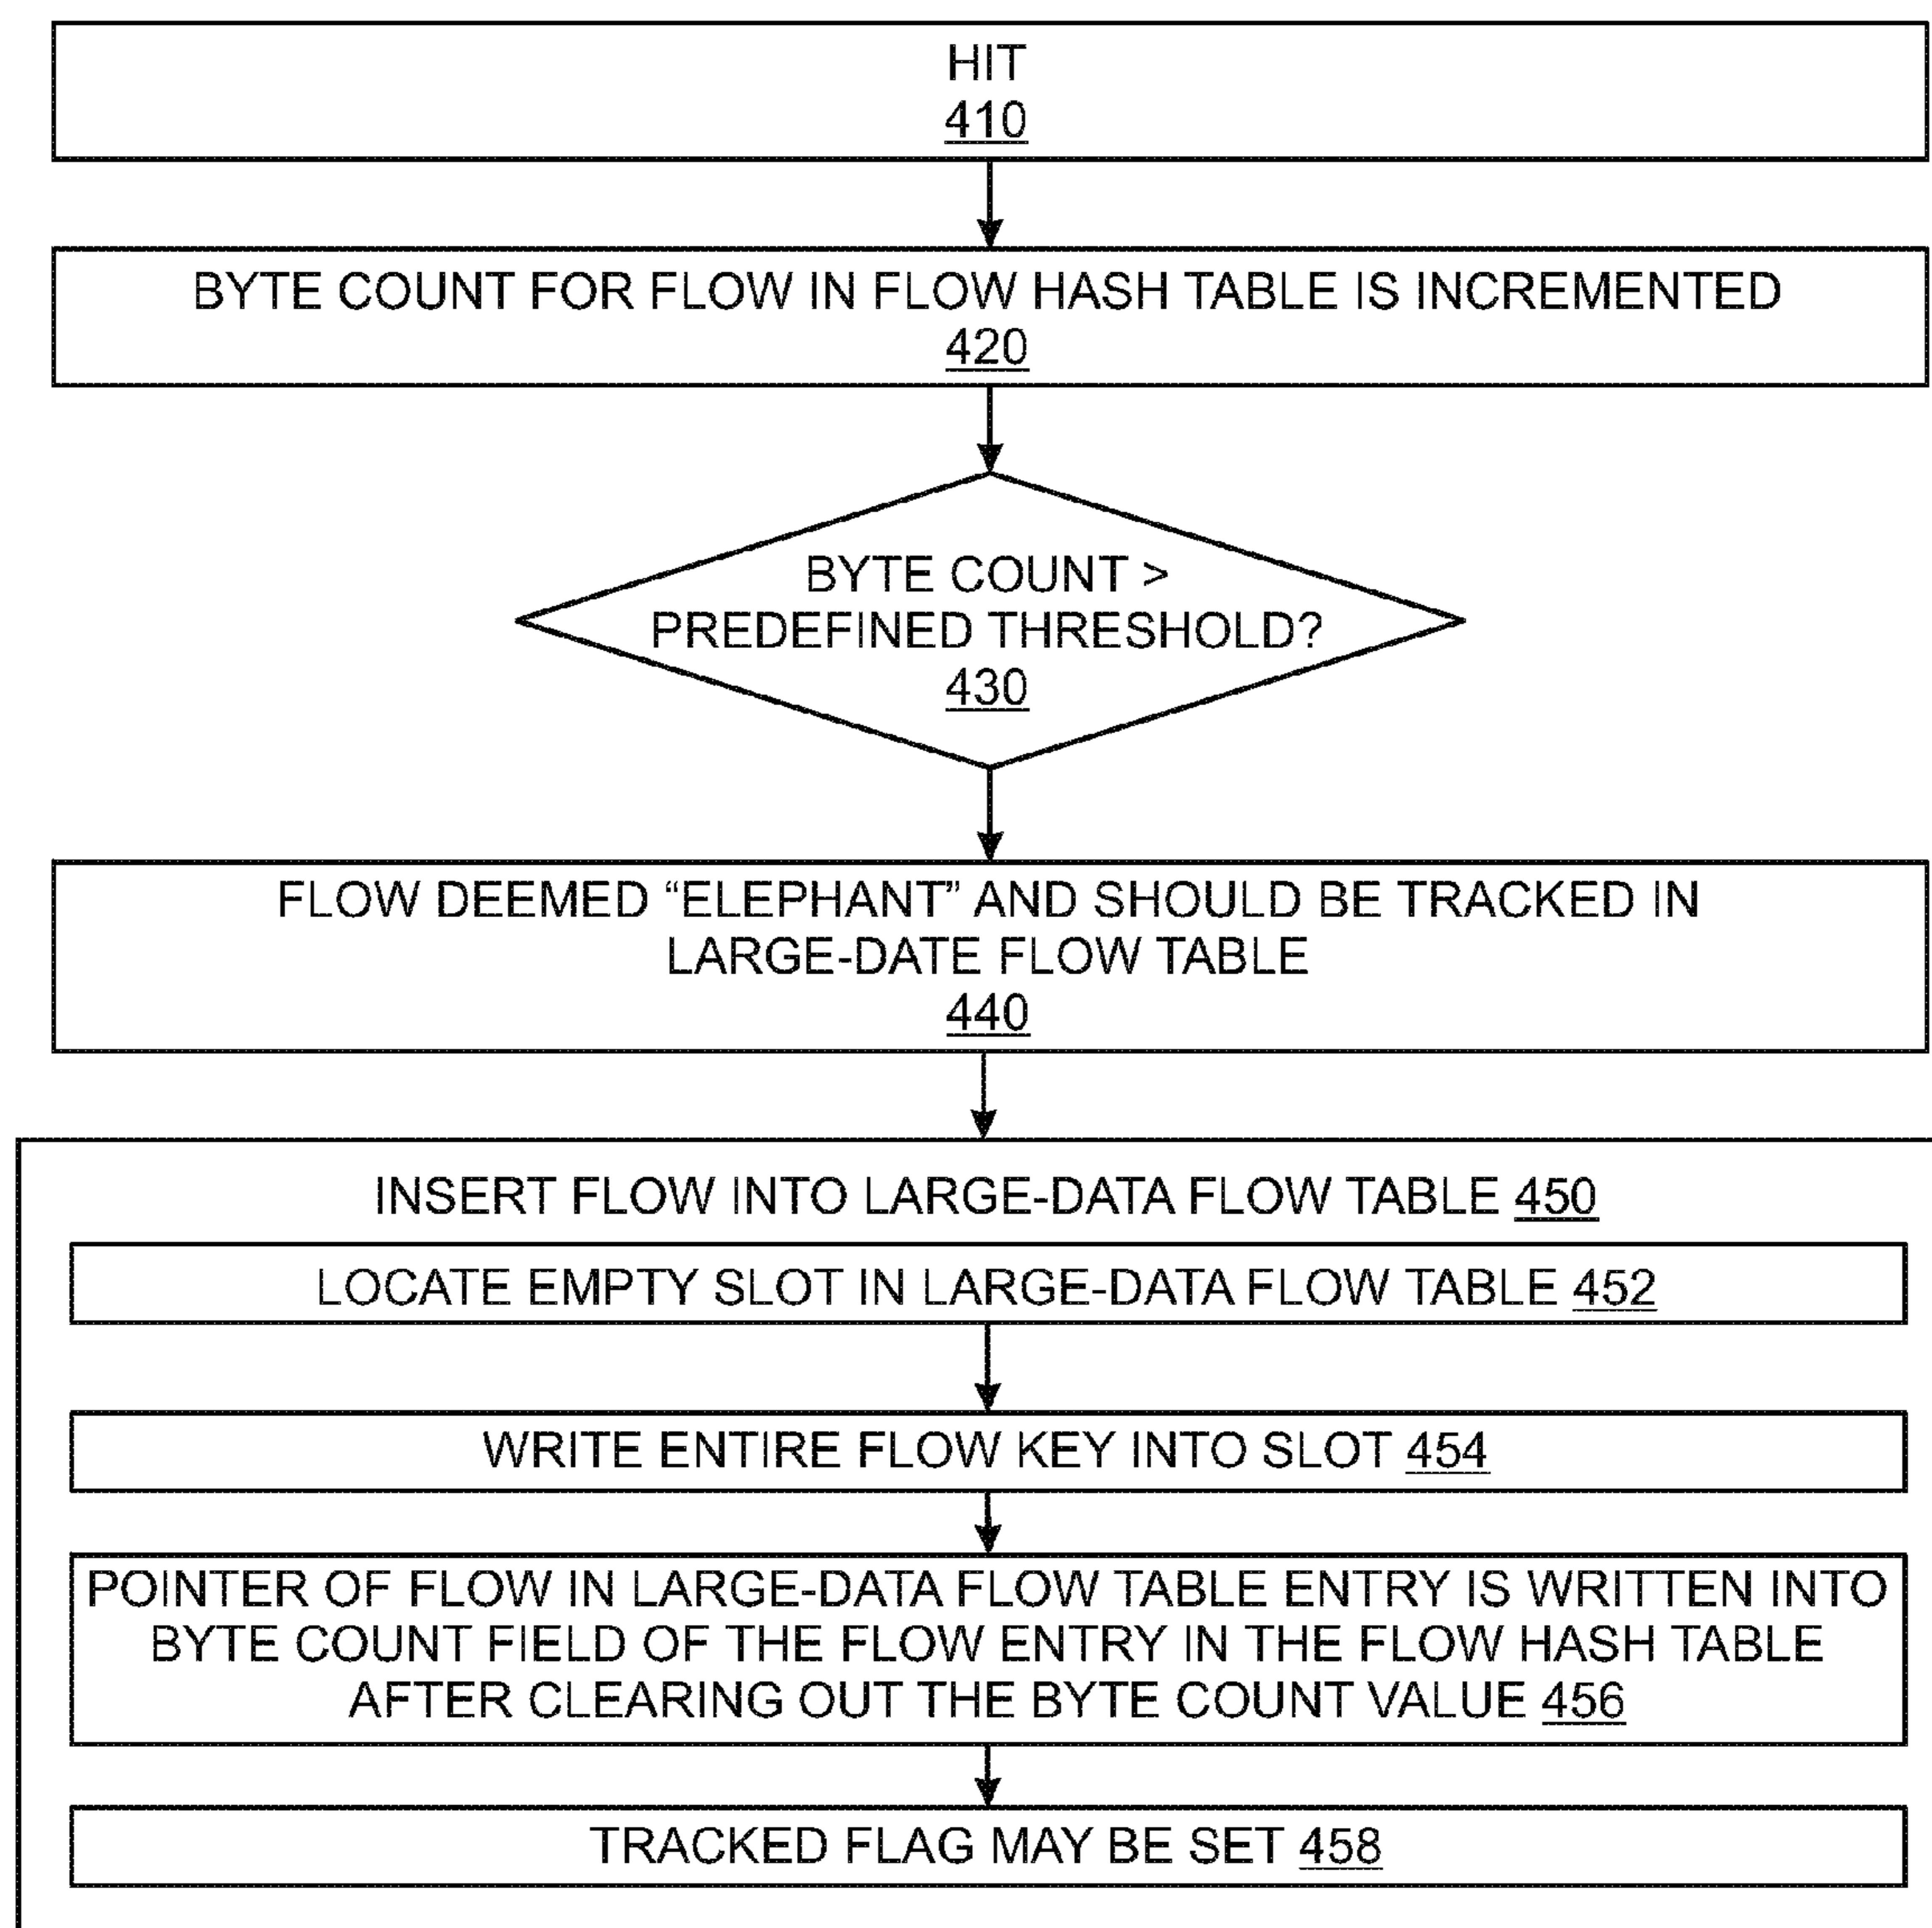 HIT
410
BYTE COUNT FOR FLOW IN FLOW HASH TABLE IS INCREMENTED
420
BYTE COUNT >
PREDEFINED THRESHOLD?
430
FLOW DEEMED “ELEPHANT” AND SHOULD BE TRACKED IN
LARGE-DATE FLOW TABLE
440
INSERT FLOW INTO LARGE-DATA FLOW TABLE 450
LOCATE EMPTY SLOT IN LARGE-DATA FLOW TABLE 452
WRITE ENTIRE FLOW KEY INTO SLOT 454
POINTER OF FLOW IN LARGE-DATA FLOW TABLE ENTRY IS WRITTEN INTO
BYTE COUNT FIELD OF THE FLOW ENTRY IN THE FLOW HASH TABLE
AFTER CLEARING OUT THE BYTE COUNT VALUE 456
TRACKED FLAG MAY BE SET 458